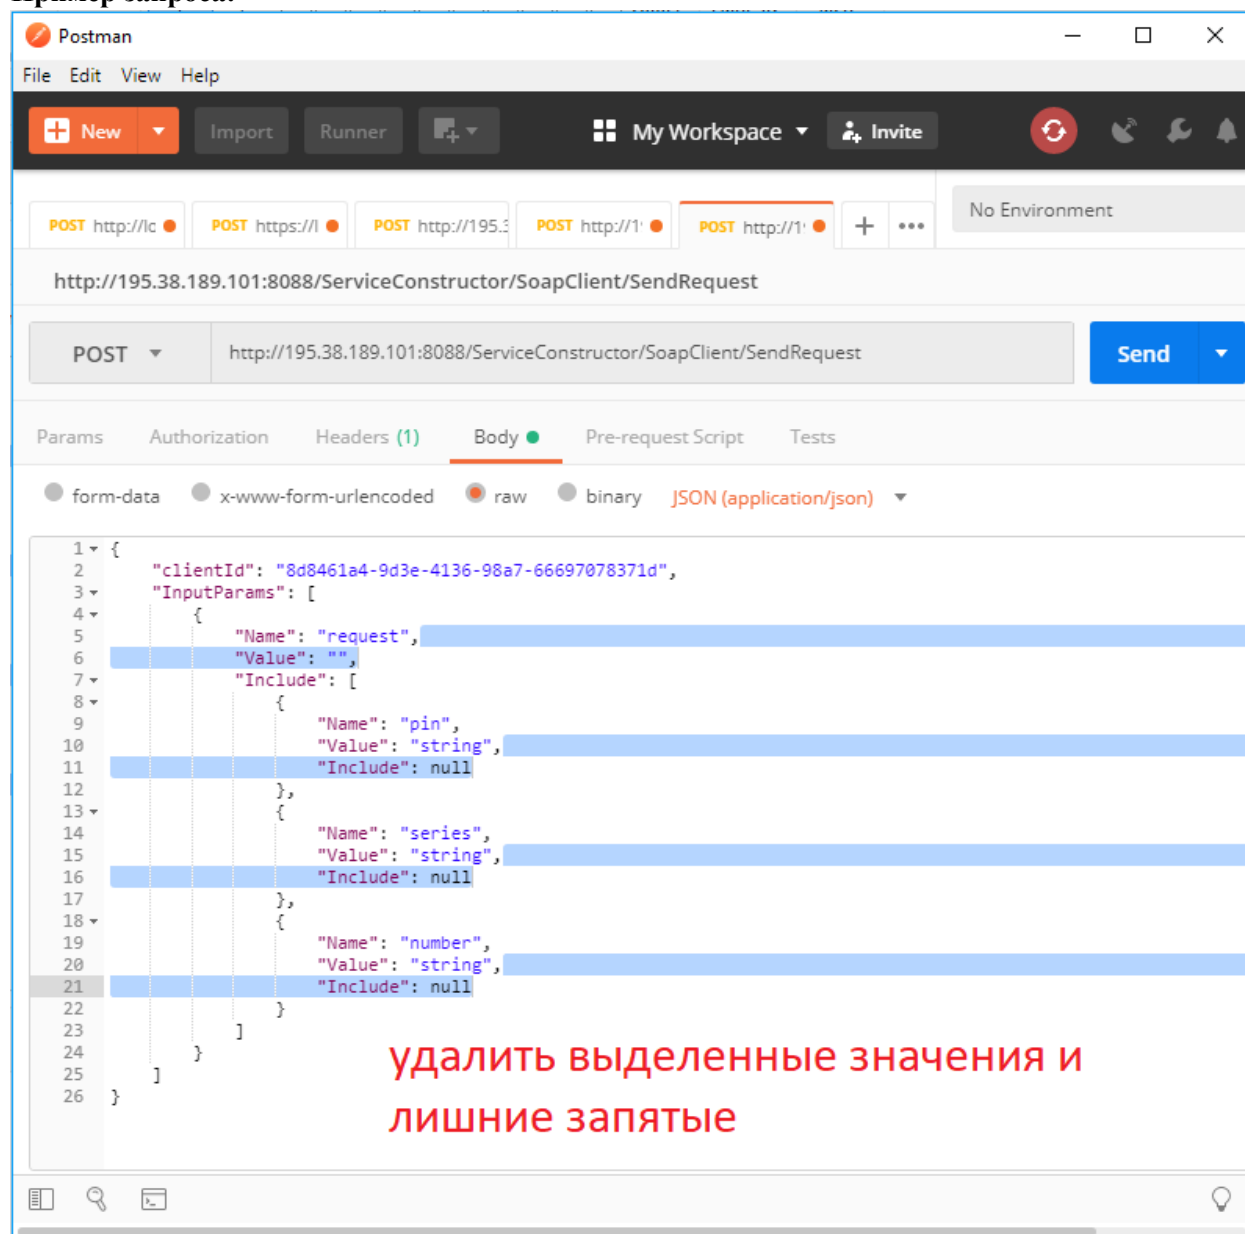 Пример запроса:
Postman
File Edit View Help
New Import Runner My Workspace Invite
POST http://lc POST https://l POST http://195.3 POST http://1 POST http://1 No Environment
http://195.38.189.101:8088/ServiceConstructor/SoapClient/SendRequest
POST http://195.38.189.101:8088/ServiceConstructor/SoapClient/SendRequest Send
Params Authorization Headers (1) Body Pre-request Script Tests
form-data x-www-form-urlencoded raw binary JSON (application/json)
1 {
2 "clientId": "8d8461a4-9d3e-4136-98a7-66697078371d",
3 "InputParams": [
4 {
5 "Name": "request",
6 "Value": "",
7 "Include": [
8 {
9 "Name": "pin",
10 "Value": "string",
11 "Include": null
12 },
13 {
14 "Name": "series",
15 "Value": "string",
16 "Include": null
17 },
18 {
19 "Name": "number",
20 "Value": "string",
21 "Include": null
22 }
23 ]
24 }
25 ]
26 }
удалить выделенные значения и
лишние запятые